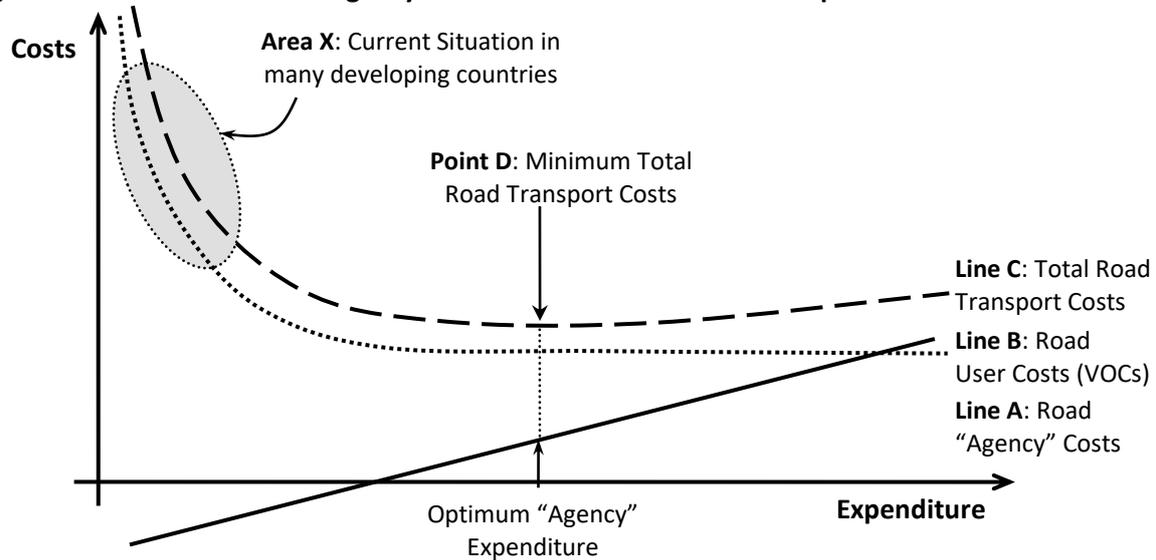 Costs
Area X: Current Situation in
many developing countries
Point D: Minimum Total
Road Transport Costs
Line C: Total Road
Transport Costs
Line B: Road
User Costs (VOCs)
Line A: Road
“Agency” Costs
Expenditure
Optimum “Agency”
Expenditure